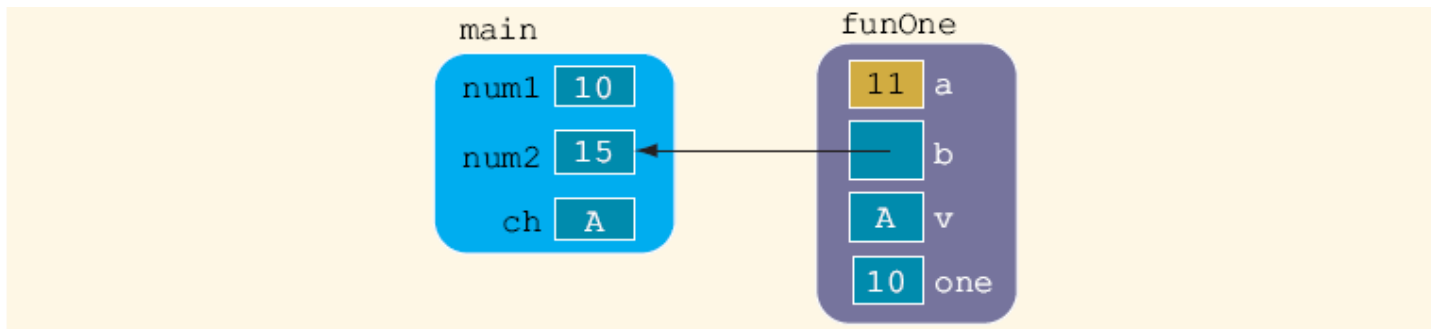 main
num1 10
num2 15
ch A
funOne
11 a
b
A v
10 one